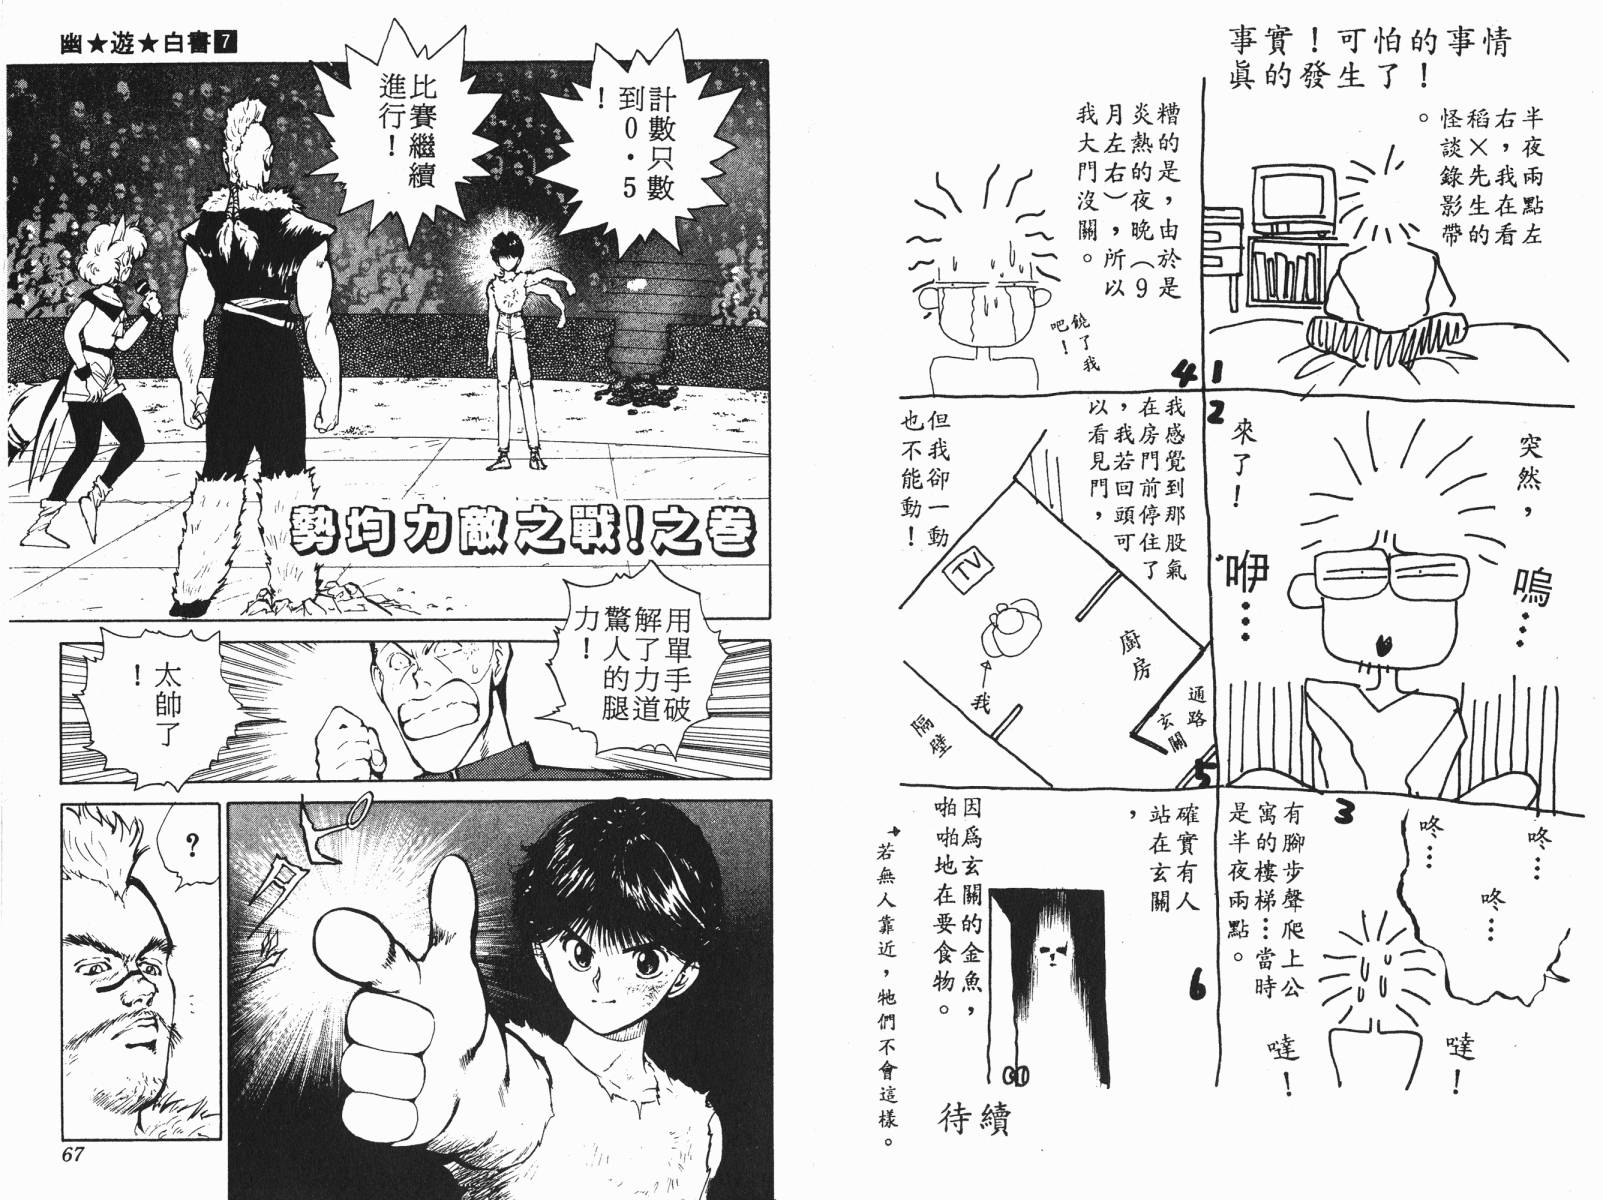 事實！可怕的事情
眞的發生了！
半夜兩點左
右，我在看
稻×先生的
怪談錄影帶
。
1
2
突然，
嗚…
來了！
咿…
3
咚…
咚…
咚…
有腳步聲爬上公
寓的樓梯…當時
是半夜兩點。
噠！
噠！
4
糟的是，由於是
炎熱的夜晚（9
月左右），所以
我大門沒關。
饒了我
吧！
5
我感覺到那股氣
在房門前停住了
，我若回頭可
以看見門，
但我卻一動
也不能動！
TV
我
廚房
隔壁
通路
玄關
6
確實有人
站在玄關
，
因爲玄關的金魚，
啪啪地在要食物。
若無人靠近，牠們不會這樣。
待續
幽★遊★白書7
計數只數
到0．5
！
比賽繼續
進行！
勢均力敵之戰！之卷
用單手破
解了力道
驚人的腿
力！
太帥了
！
？
67